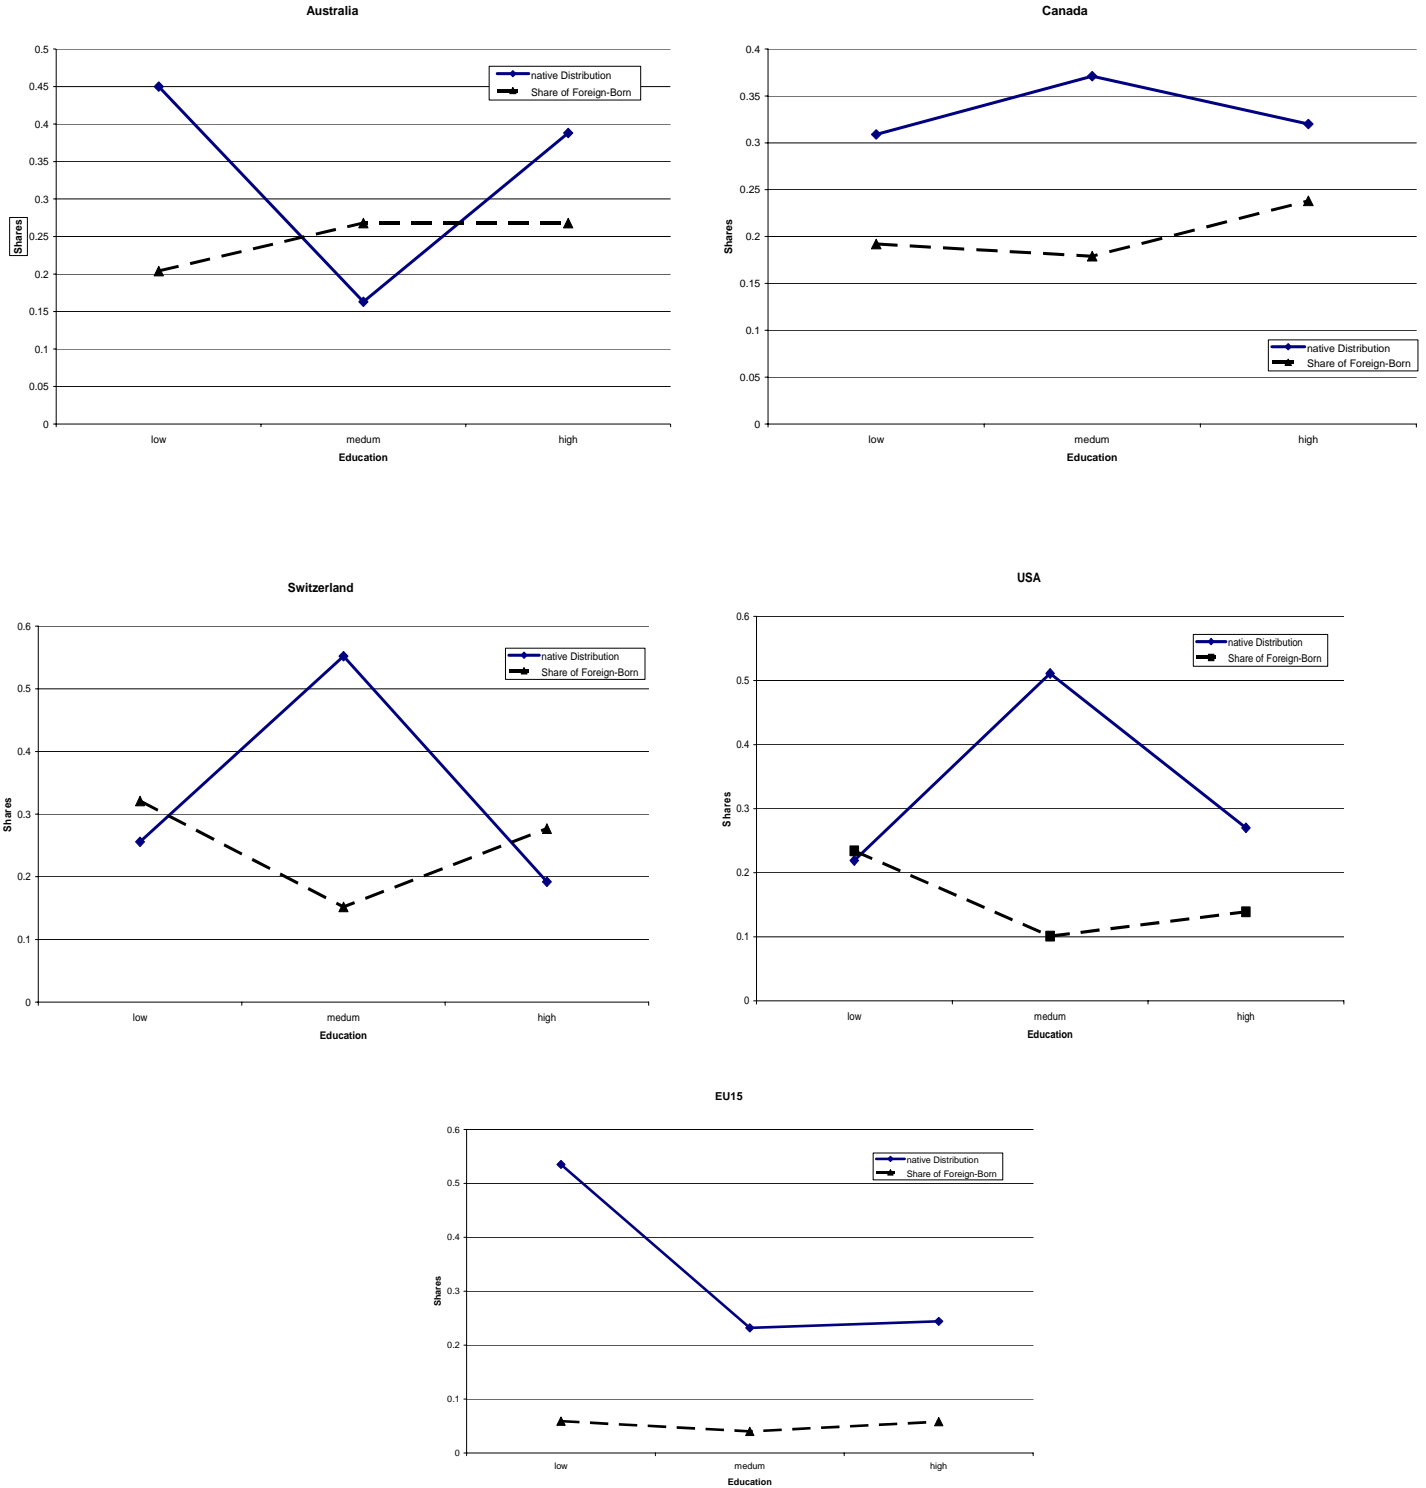 Australia
0.5
0.45
0.4
0.35
0.3
0.25
0.2
0.15
0.1
0.05
0
Shares
native Distribution
Share of Foreign-Born
low
medum
high
Education
Canada
0.4
0.35
0.3
0.25
0.2
0.15
0.1
0.05
0
Shares
native Distribution
Share of Foreign-Born
low
medum
high
Education
Switzerland
0.6
0.5
0.4
0.3
0.2
0.1
0
Shares
native Distribution
Share of Foreign-Born
low
medum
high
Education
USA
0.6
0.5
0.4
0.3
0.2
0.1
0
Shares
native Distribution
Share of Foreign-Born
low
medum
high
Education
EU15
0.6
0.5
0.4
0.3
0.2
0.1
0
Shares
native Distribution
Share of Foreign-Born
low
medum
high
Education